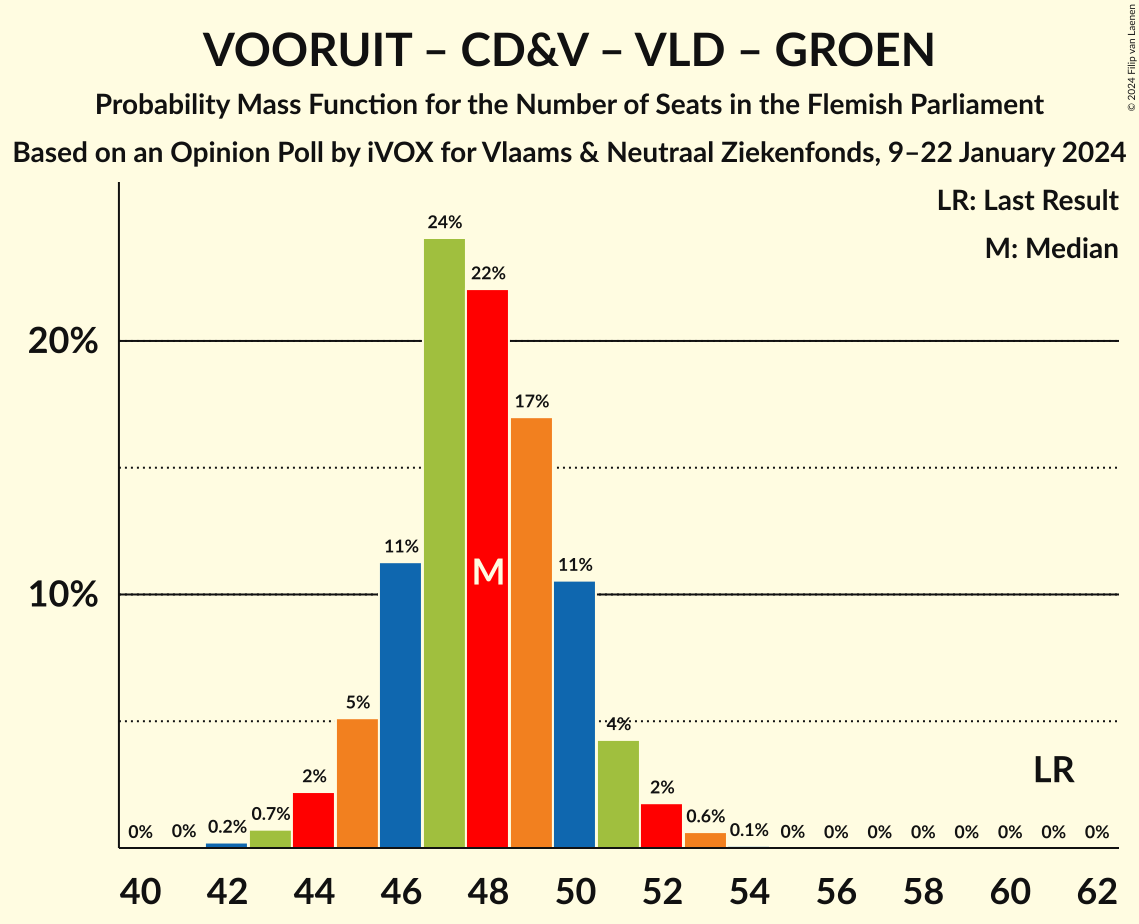 VOORUIT – CD&V – VLD – GROEN
Probability Mass Function for the Number of Seats in the Flemish Parliament
Based on an Opinion Poll by iVOX for Vlaams & Neutraal Ziekenfonds, 9–22 January 2024
© 2024 Filip van Laenen
LR: Last Result
M: Median
24%
22%
20%
17%
11%
11%
M
10%
5%
4%
LR
2%
2%
0% 0% 0.2% 0.7% 0.6% 0.1% 0% 0% 0% 0% 0% 0% 0% 0%
40 42 44 46 48 50 52 54 56 58 60 62